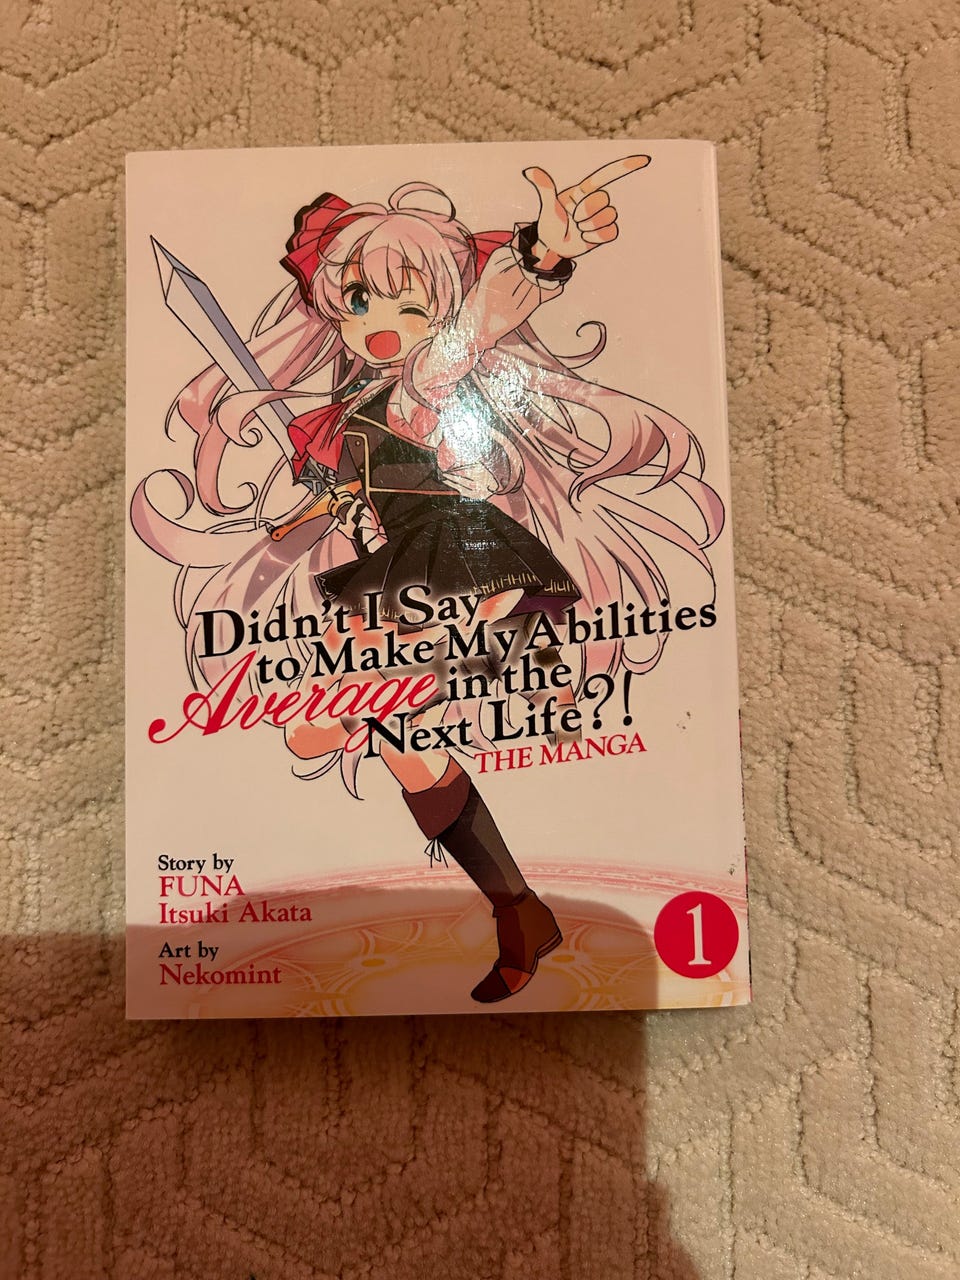 Didn't I Say
to Make My Abilities
Average in the
Next Life?!
THE MANGA
Story by
FUNA
Itsuki Akata
Art by
Nekomint
1